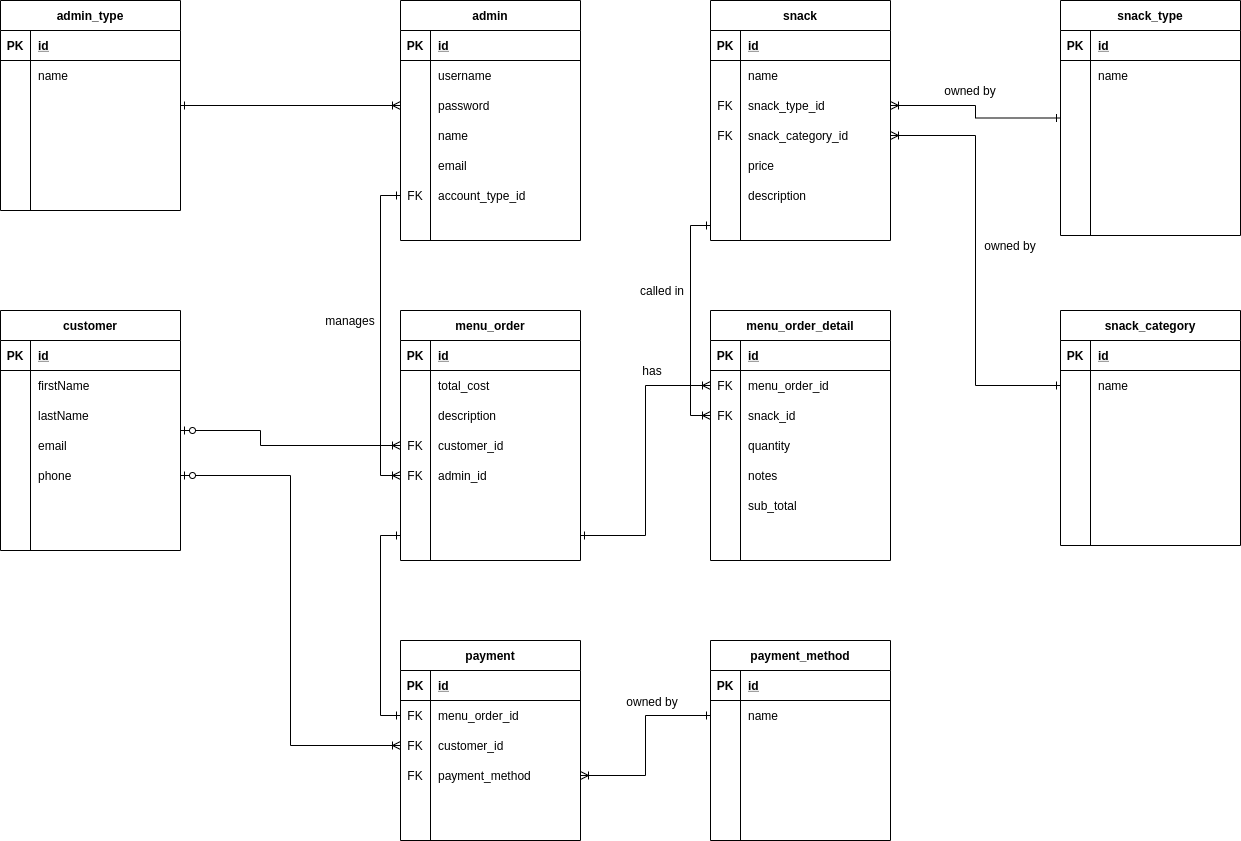 admin_type
PK id
name
admin
PK id
username
password
name
email
FK account_type_id
snack
PK id
name
FK snack_type_id
FK snack_category_id
price
description
snack_type
PK id
name
owned by
owned by
called in
manages
has
customer
PK id
firstName
lastName
email
phone
menu_order
PK id
total_cost
description
FK customer_id
FK admin_id
menu_order_detail
PK id
FK menu_order_id
FK snack_id
quantity
notes
sub_total
snack_category
PK id
name
payment
PK id
FK menu_order_id
FK customer_id
FK payment_method
owned by
payment_method
PK id
name